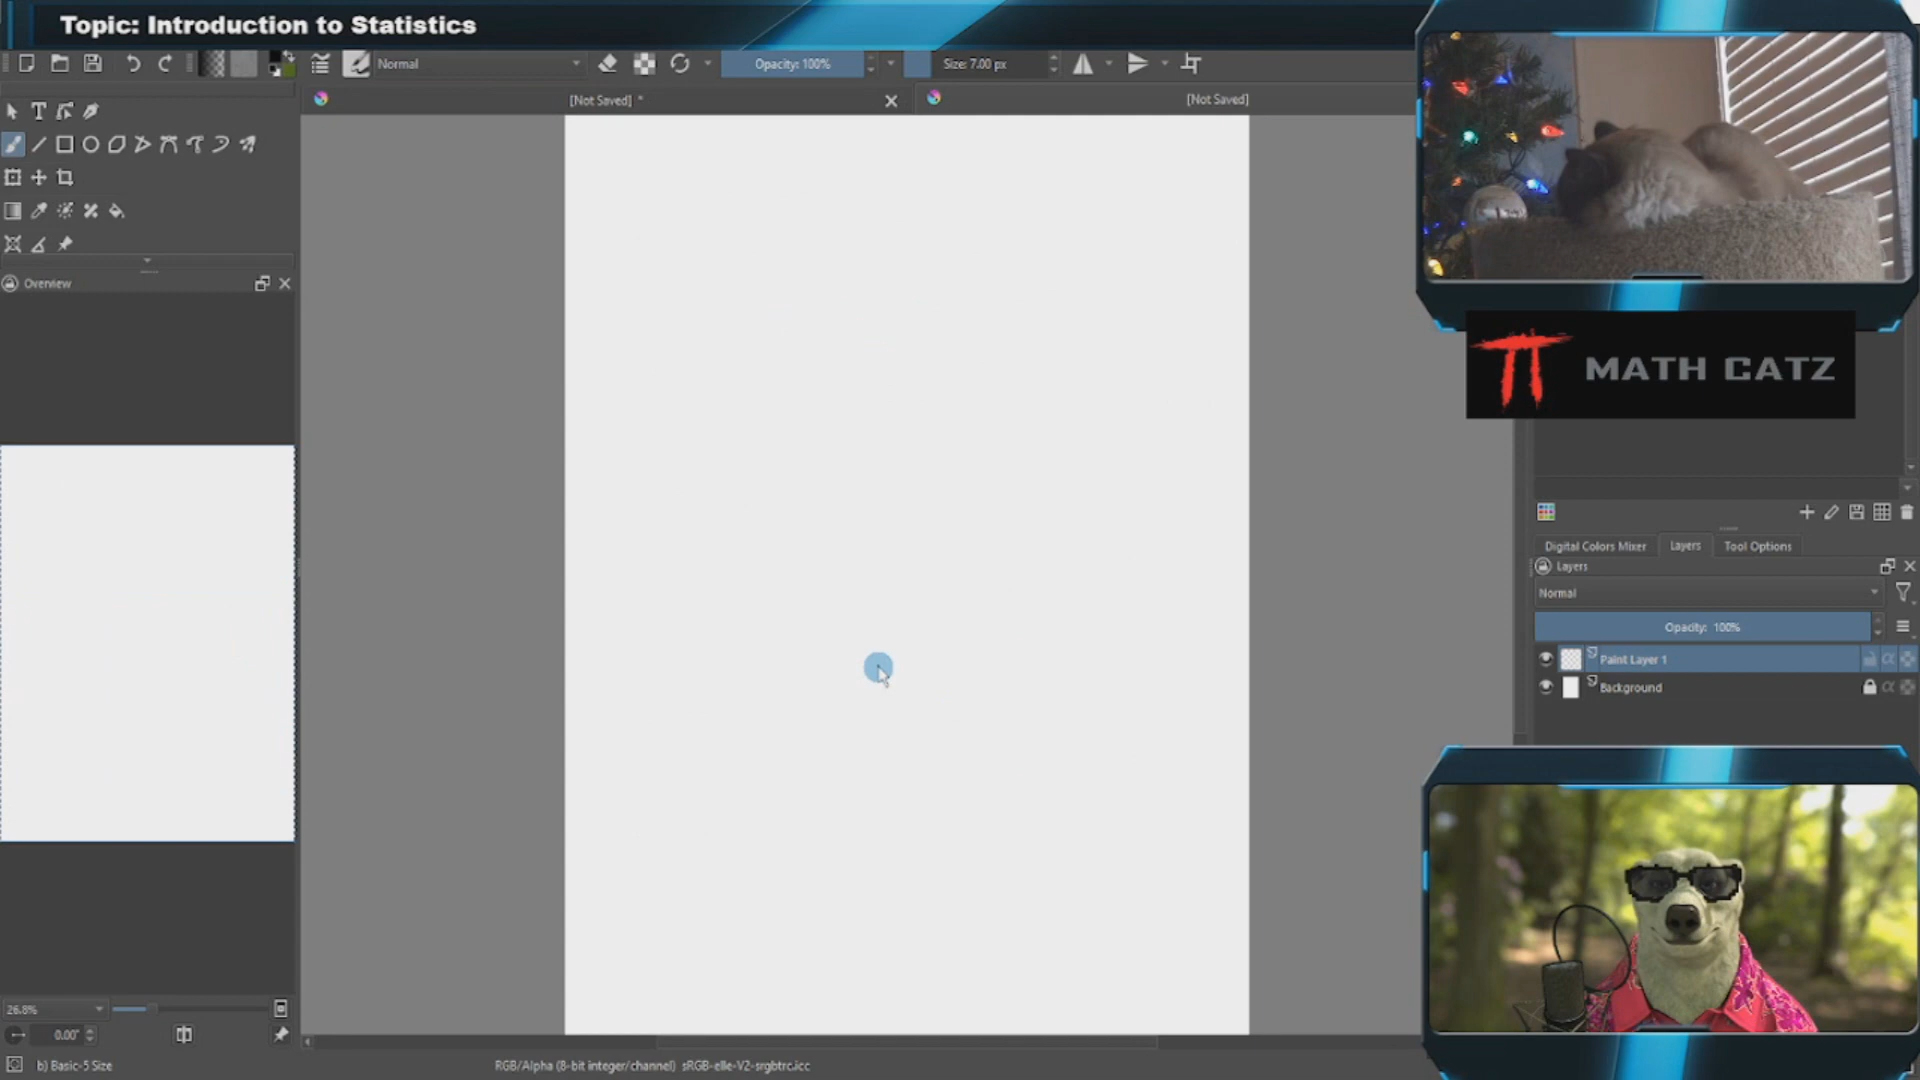 Topic: Introduction to Statistics
Normal
Opacity: 100%
Size: 7.00 px
[Not Saved] *
[Not Saved]
Overview
MATH CATZ
Digital Colors Mixer
Layers
Tool Options
Layers
Normal
Opacity: 100%
Paint Layer 1
Background
26.8%
0.00°
b) Basic-5 Size
RGB/Alpha (8-bit integer/channel) sRGB-elle-V2-srgbtrc.icc